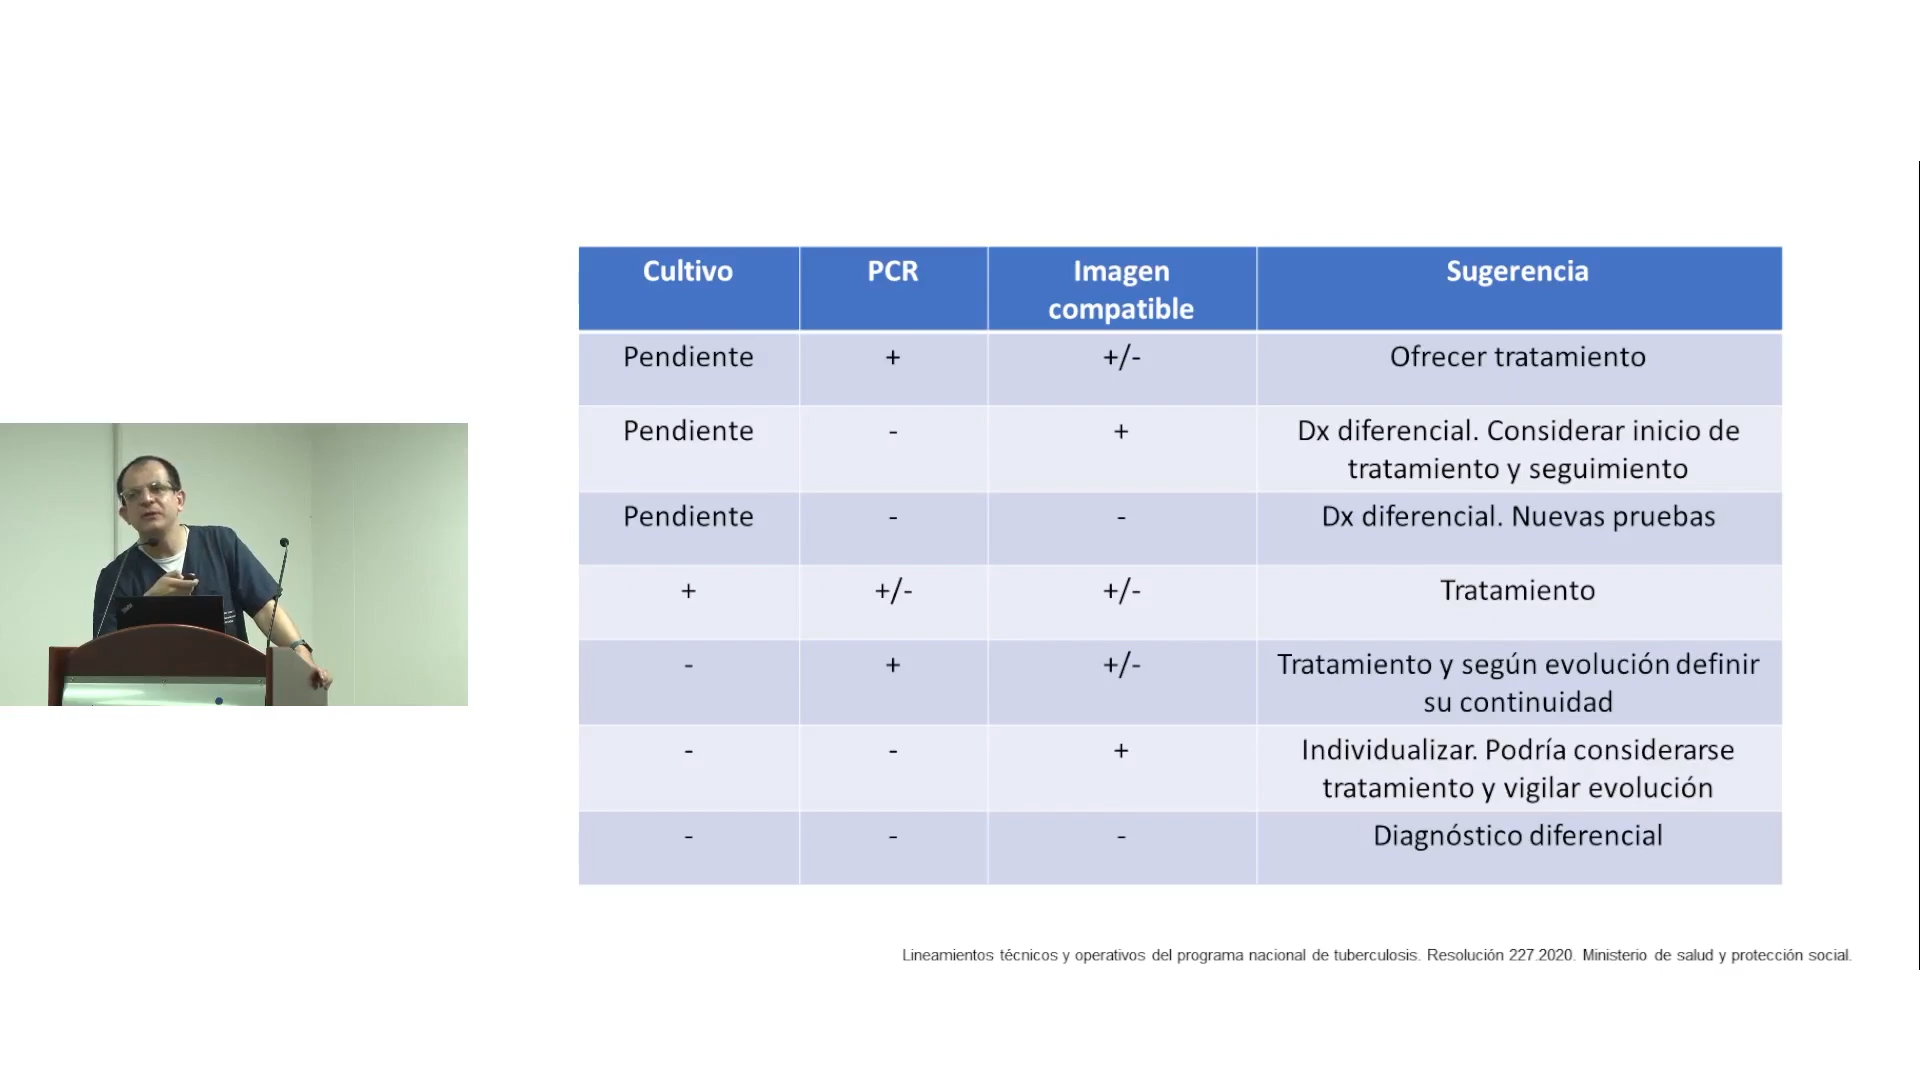 Cultivo PCR Imagen compatible Sugerencia
Pendiente + +/- Ofrecer tratamiento
Pendiente - + Dx diferencial. Considerar inicio de
tratamiento y seguimiento
Pendiente - - Dx diferencial. Nuevas pruebas
+ +/- +/- Tratamiento
- + +/- Tratamiento y según evolución definir
su continuidad
- - + Individualizar. Podría considerarse
tratamiento y vigilar evolución
- - - Diagnóstico diferencial
Lineamientos técnicos y operativos del programa nacional de tuberculosis. Resolución 227.2020. Ministerio de salud y protección social.